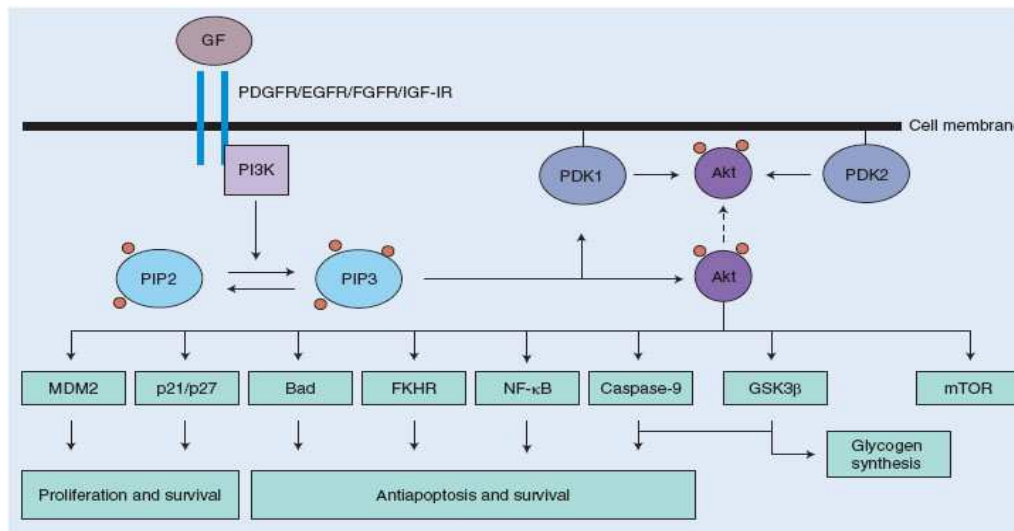 GF
PDGFR/EGFR/FGFR/IGF-IR
Cell membrane
PI3K
PDK1
Akt
PDK2
PIP2
PIP3
Akt
MDM2
p21/p27
Bad
FKHR
NF-κB
Caspase-9
GSK3β
mTOR
Glycogen
synthesis
Proliferation and survival
Antiapoptosis and survival